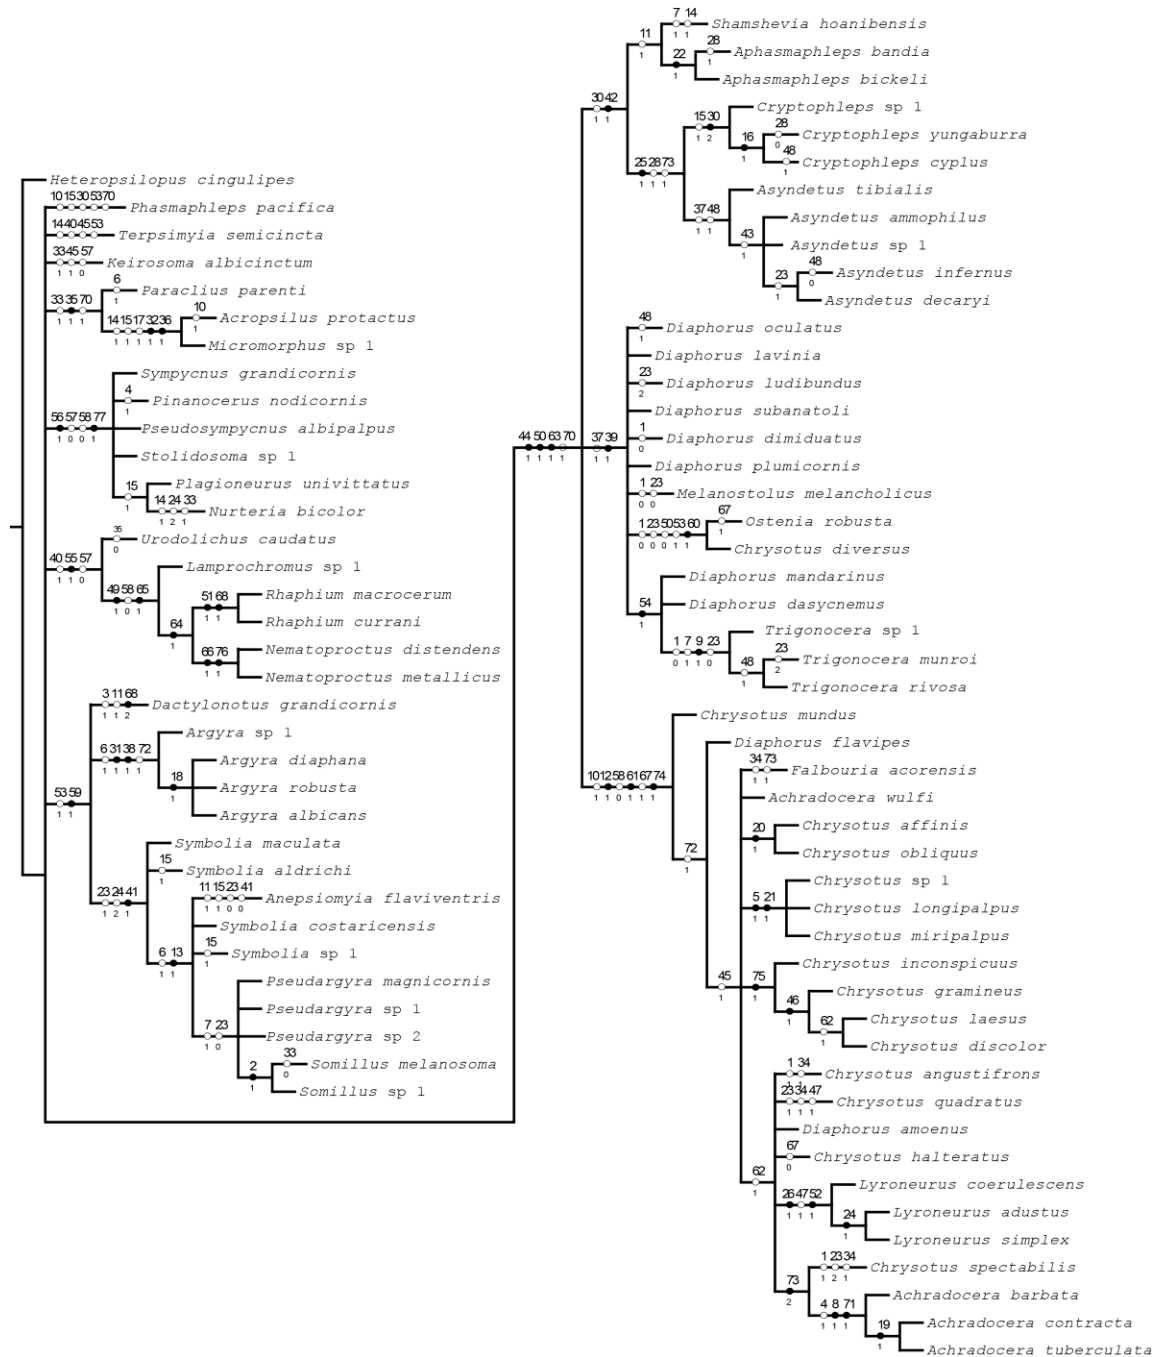 Heteropsilopus cingulipes
10 15 30 53 70
Phasmaphleps pacifica
14 40 45 53
Terpsimyia semicincta
33 45 57
1 1 0
Keirosoma albicinctum
6
1
Paraclius parenti
33 35 70
1 1 1
10
1
Acropsilus protactus
14 15 17 32 36
1 1 1 1 1
Micromorphus sp 1
Sympycnus grandicornis
4
1
Pinanocerus nodicornis
56 57 58 77
1 0 0 1
Pseudosympycnus albipalpus
Stolidosoma sp 1
15
1
Plagioneurus univittatus
14 24 33
1 2 1
Nurteria bicolor
35
0
Urodolichus caudatus
40 55 57
1 1 0
Lamprochromus sp 1
49 58 65
1 0 1
51 68
1 1
Rhaphium macrocerum
Rhaphium currani
64
1
Nematoproctus distendens
66 76
1 1
Nematoproctus metallicus
3 11 68
1 1 2
Dactylonotus grandicornis
Argyra sp 1
6 31 38 72
1 1 1 1
Argyra diaphana
18
1
Argyra robusta
53 59
1 1
Argyra albicans
Symbolia maculata
15
1
Symbolia aldrichi
23 24 41
1 2 1
11 15 23 41
1 1 0 0
Anepsiomyia flaviventris
Symbolia costaricensis
6 13
1 1
15
1
Symbolia sp 1
Pseudargyra magnicornis
Pseudargyra sp 1
7 23
1 0
Pseudargyra sp 2
33
0
Somillus melanosoma
2
1
Somillus sp 1
44 50 63 70
1 1 1 1
7 14
1 1
Shamshevia hoanibensis
11
1
28
1
Aphasmaphleps bandia
22
1
Aphasmaphleps bickeli
30 42
1 1
Cryptophleps sp 1
15 30
1 2
28
0
Cryptophleps yungaburra
16
1
48
1
Cryptophleps cyplus
25 28 73
1 1 1
Asyndetus tibialis
37 48
1 1
Asyndetus ammophilus
43
1
Asyndetus sp 1
48
0
Asyndetus infernus
23
1
Asyndetus decaryi
48
1
Diaphorus oculatus
Diaphorus lavinia
23
2
Diaphorus ludibundus
Diaphorus subanatoli
37 39
1 1
1
0
Diaphorus dimiduatus
Diaphorus plumicornis
1 23
0 0
Melanostolus melancholicus
1 23 50 53 60
0 0 0 1 1
67
1
Ostenia robusta
Chrysotus diversus
Diaphorus mandarinus
54
1
Diaphorus dasycnemus
Trigonocera sp 1
1 7 9 23
0 1 1 0
23
2
Trigonocera munroi
48
1
Trigonocera rivosa
Chrysotus mundus
10 12 58 61 67 74
1 1 0 1 1 1
Diaphorus flavipes
72
1
34 73
1 1
Falbouria acorensis
Achradocera wulfi
20
1
Chrysotus affinis
Chrysotus obliquus
Chrysotus sp 1
5 21
1 1
Chrysotus longipalpus
Chrysotus miripalpus
45
1
75
1
Chrysotus inconspicuus
46
1
Chrysotus gramineus
62
1
Chrysotus laesus
Chrysotus discolor
1 34
1 1
Chrysotus angustifrons
23 34 47
1 1 1
Chrysotus quadratus
Diaphorus amoenus
67
0
Chrysotus halteratus
62
1
Lyroneurus coerulescens
26 47 52
1 1 1
24
1
Lyroneurus adustus
Lyroneurus simplex
1 23 34
1 2 1
Chrysotus spectabilis
73
2
Achradocera barbata
4 8 71
1 1 1
Achradocera contracta
19
1
Achradocera tuberculata